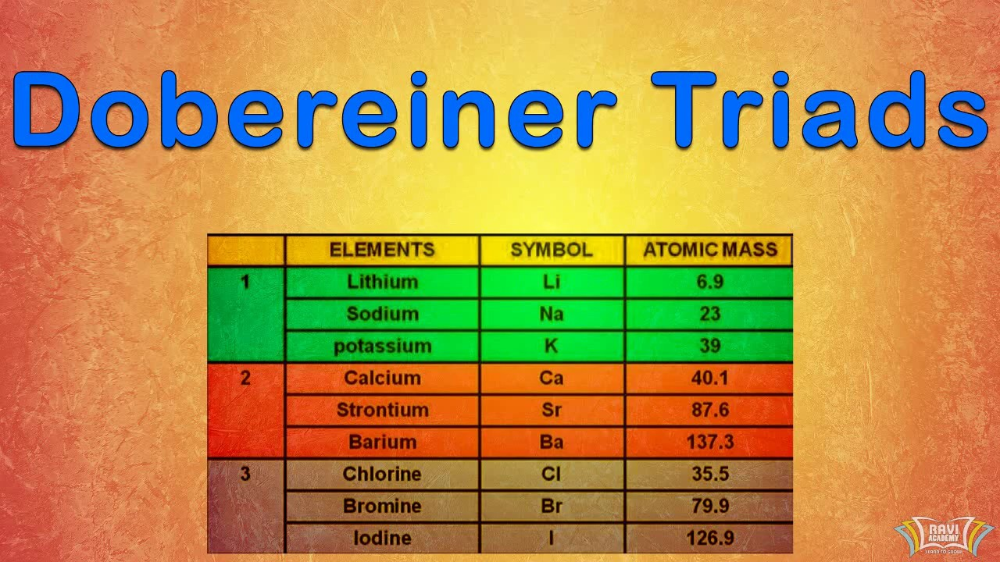 Dobereiner Triads
ELEMENTS SYMBOL ATOMIC MASS
1 Lithium Li 6.9
Sodium Na 23
potassium K 39
2 Calcium Ca 40.1
Strontium Sr 87.6
Barium Ba 137.3
3 Chlorine Cl 35.5
Bromine Br 79.9
Iodine I 126.9
RAVI
ACADEMY
LEARN TO GROW